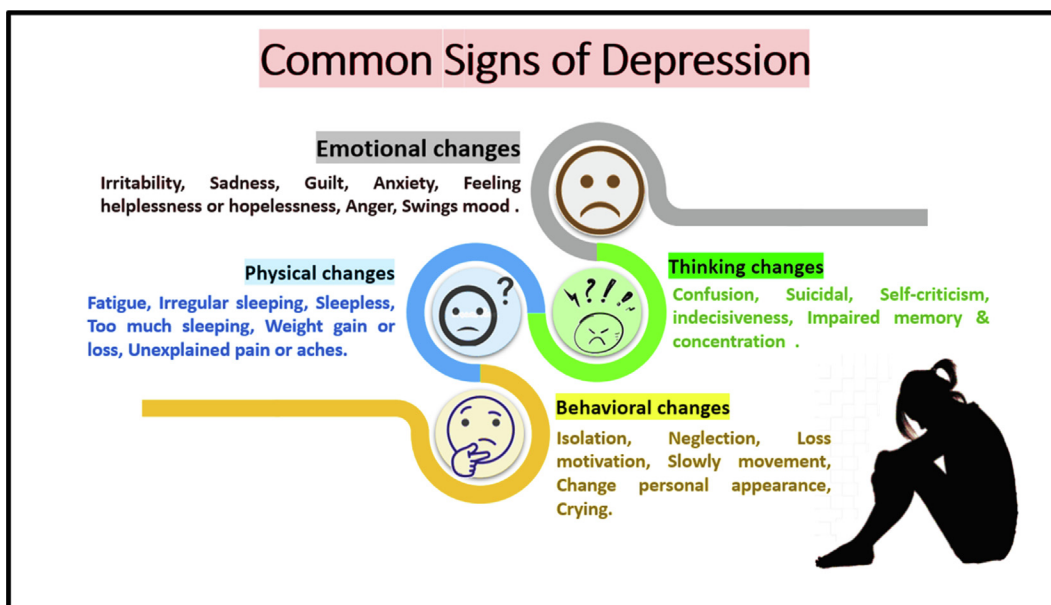 Common Signs of Depression
Emotional changes
Irritability, Sadness, Guilt, Anxiety, Feeling
helplessness or hopelessness, Anger, Swings mood .
Physical changes
Fatigue, Irregular sleeping, Sleepless,
Too much sleeping, Weight gain or
loss, Unexplained pain or aches.
?
Thinking changes
Confusion, Suicidal, Self-criticism,
indecisiveness, Impaired memory &
concentration .
?!!
Behavioral changes
Isolation, Neglection, Loss
motivation, Slowly movement,
Change personal appearance,
Crying.